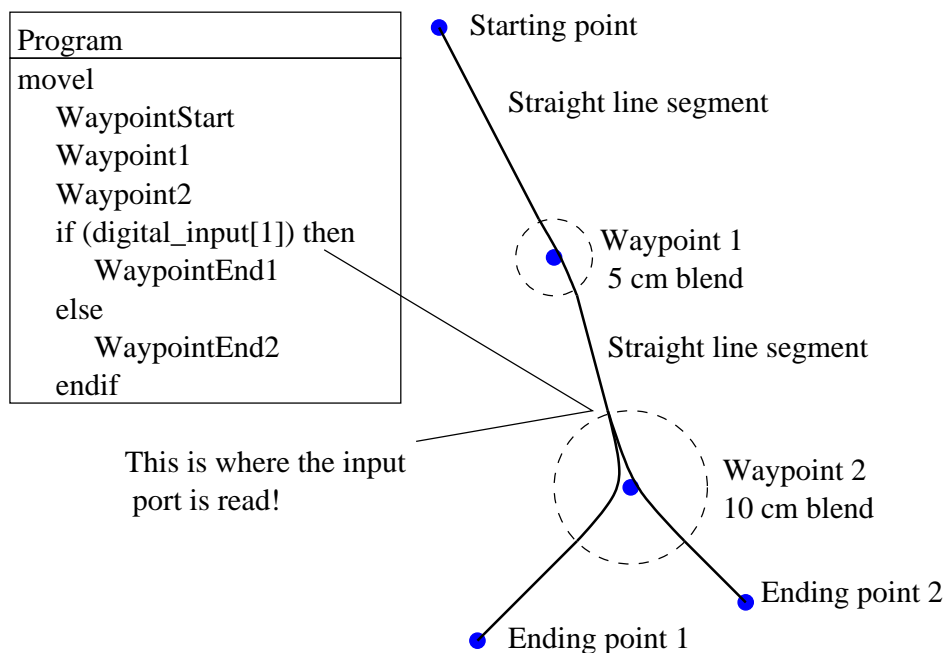 Program
movel
WaypointStart
Waypoint1
Waypoint2
if (digital_input[1]) then
WaypointEnd1
else
WaypointEnd2
endif
Starting point
Straight line segment
Waypoint 1
5 cm blend
Straight line segment
This is where the input
port is read!
Waypoint 2
10 cm blend
Ending point 2
Ending point 1